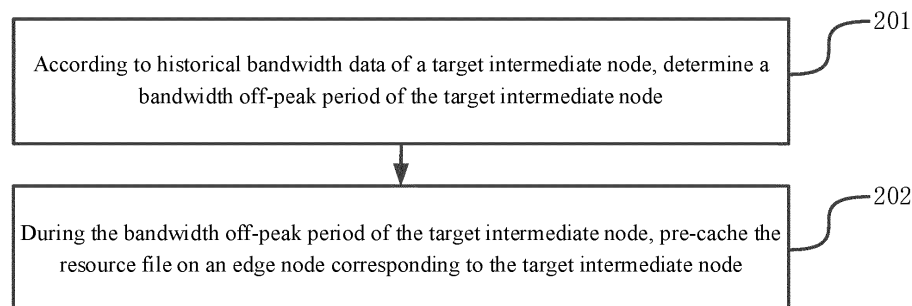 201
According to historical bandwidth data of a target intermediate node, determine a
bandwidth off-peak period of the target intermediate node
202
During the bandwidth off-peak period of the target intermediate node, pre-cache the
resource file on an edge node corresponding to the target intermediate node